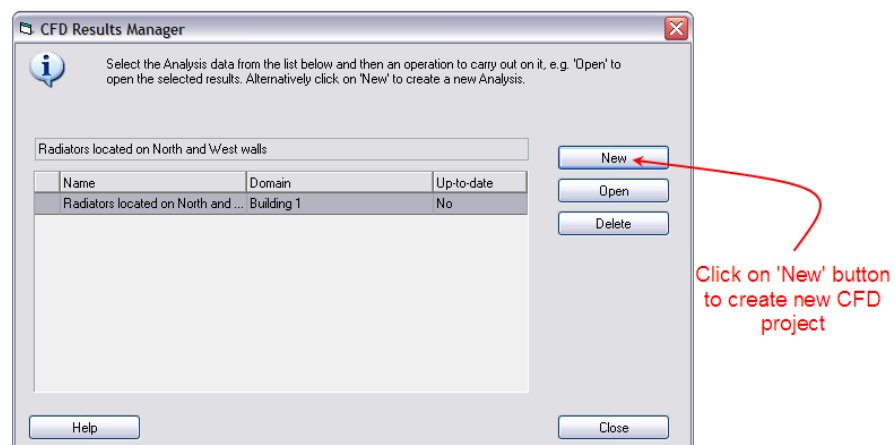 CFD Results Manager
Select the Analysis data from the list below and then an operation to carry out on it, e.g. 'Open' to
open the selected results. Alternatively click on 'New' to create a new Analysis.
Radiators located on North and West walls
New
Name Domain Up-to-date
Open
Radiators located on North and ... Building 1 No
Delete
Click on 'New' button
to create new CFD
project
Help Close